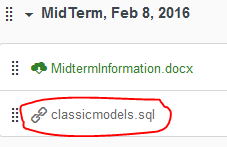 MidTerm, Feb 8, 2016
MidtermInformation.docx
classicmodels.sql